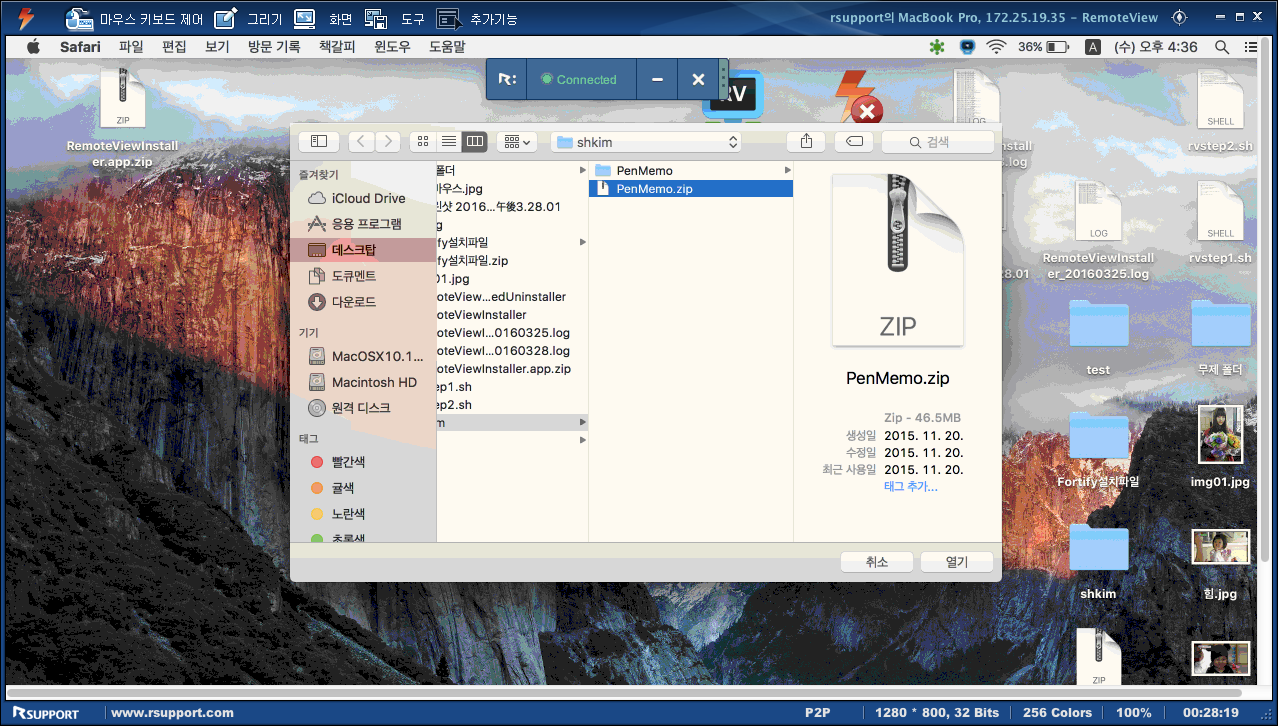 마우스 키보드 제어 그리기 화면 도구 추가기능 rsupport의 MacBook Pro, 172.25.19.35 - RemoteView
Safari 파일 편집 보기 방문 기록 책갈피 윈도우 도움말 36% A (수) 오후 4:36
Connected
RV
ZIP
RemoteViewInstall
er.app.zip
LOG
SHELL
rvstep2.sh
LOG
RemoteViewInstall
er_20160325.log
SHELL
rvstep1.sh
test
무제 폴더
Fortify설치파일
img01.jpg
shkim
힘.jpg
ZIP
shkim
검색
즐겨찾기
iCloud Drive
응용 프로그램
데스크탑
도큐멘트
다운로드
기기
MacOSX10.1...
Macintosh HD
원격 디스크
태그
빨간색
귤색
노란색
초록색
폴더
마우스.jpg
린샷 2016...午後3.28.01
fy설치파일
fy설치파일.zip
01.jpg
oteView...edUninstaller
oteViewInstaller
oteViewI...0160325.log
oteViewI...0160328.log
oteViewInstaller.app.zip
ep1.sh
ep2.sh
m
PenMemo
PenMemo.zip
ZIP
PenMemo.zip
Zip - 46.5MB
생성일 2015. 11. 20.
수정일 2015. 11. 20.
최근 사용일 2015. 11. 20.
태그 추가...
취소 열기
RSUPPORT www.rsupport.com P2P 1280 * 800, 32 Bits 256 Colors 100% 00:28:19